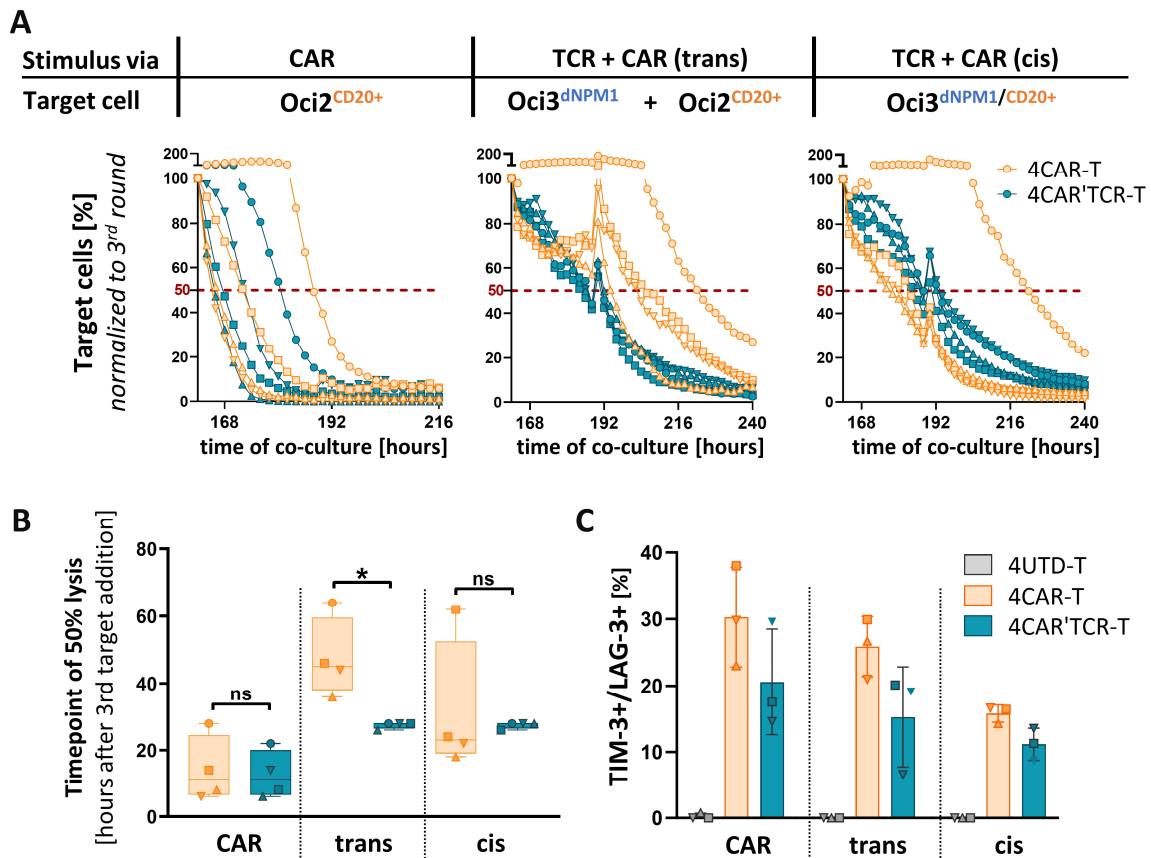 A
Stimulus via CAR TCR + CAR (trans) TCR + CAR (cis)
Target cell Oci2CD20+ Oci3dNPM1 + Oci2CD20+ Oci3dNPM1/CD20+
Target cells [%]
normalized to 3rd round
200
100
80
60
50
40
20
0
168 192 216
time of co-culture [hours]
200
100
80
60
50
40
20
0
168 192 216 240
time of co-culture [hours]
200
100
80
60
50
40
20
0
168 192 216 240
time of co-culture [hours]
4CAR-T
4CAR'TCR-T
B
Timepoint of 50% lysis
[hours after 3rd target addition]
80
60
40
20
0
ns * ns
CAR trans cis
C
TIM-3+/LAG-3+ [%]
40
30
20
10
0
CAR trans cis
4UTD-T
4CAR-T
4CAR'TCR-T